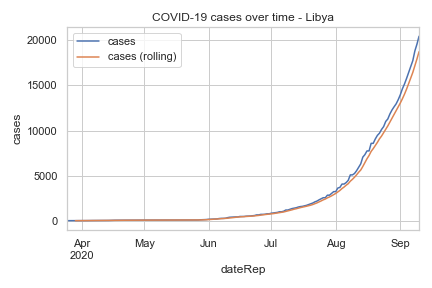 COVID-19 cases over time - Libya
cases
cases (rolling)
20000
15000
10000
5000
0
cases
Apr
2020
May
Jun
Jul
Aug
Sep
dateRep